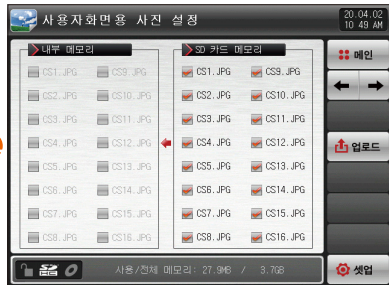 사용자화면용 사진 설정
20.04.02
10 49 AM
내부 메모리
CS1. JPG CS9. JPG
CS2. JPG CS10. JPG
CS3. JPG CS11. JPG
CS4. JPG CS12. JPG
CS5. JPG CS13. JPG
CS6. JPG CS14. JPG
CS7. JPG CS15. JPG
CS8. JPG CS16. JPG
SD 카드 메모리
CS1. JPG CS9. JPG
CS2. JPG CS10. JPG
CS3. JPG CS11. JPG
CS4. JPG CS12. JPG
CS5. JPG CS13. JPG
CS6. JPG CS14. JPG
CS7. JPG CS15. JPG
CS8. JPG CS16. JPG
메인
업로드
SD
사용/전체 메모리: 27.9MB / 3.7GB
셋업